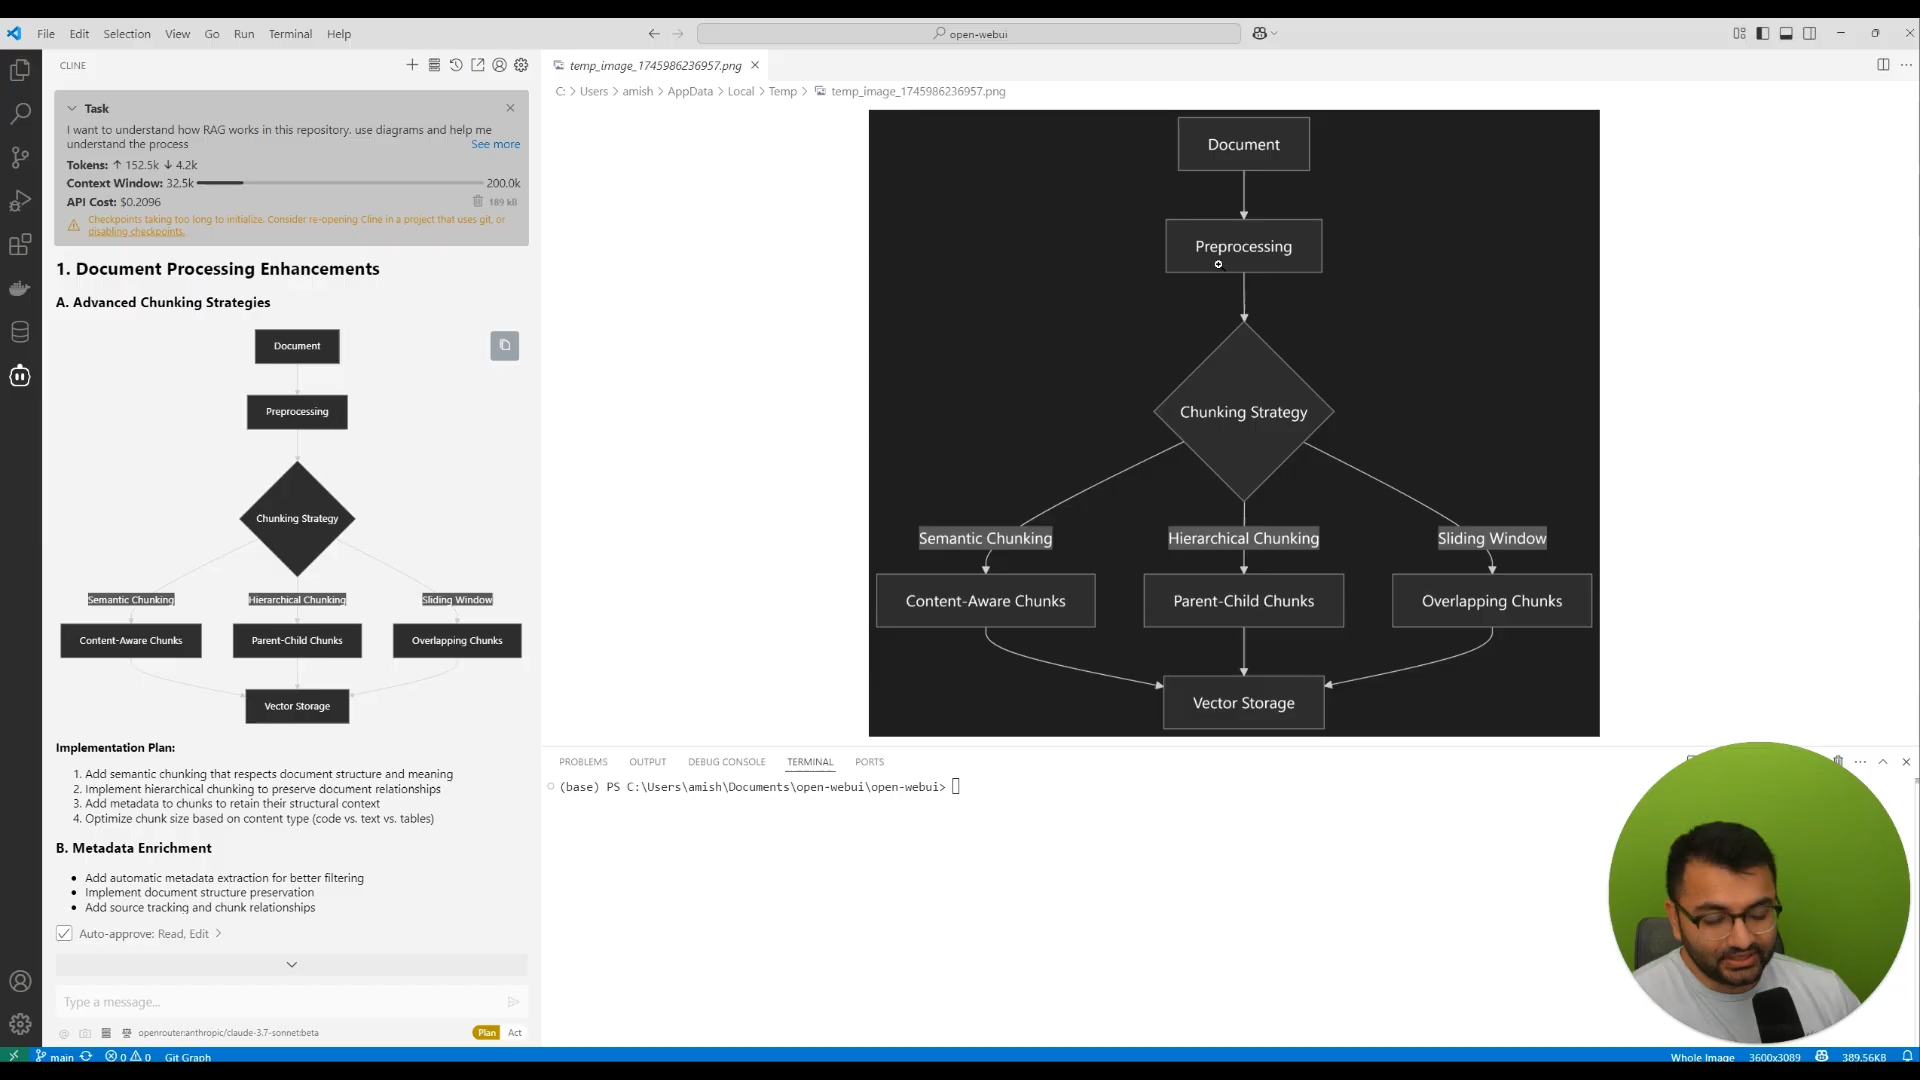 File Edit Selection View Go Run Terminal Help
open-webui
CLINE
Task
I want to understand how RAG works in this repository. use diagrams and help me
understand the process
See more
Tokens: ↑ 152.5k ↓ 4.2k
Context Window: 32.5k 200.0k
API Cost: $0.2096 189 kB
Checkpoints taking too long to initialize. Consider re-opening Cline in a project that uses git, or
disabling checkpoints.
1. Document Processing Enhancements
A. Advanced Chunking Strategies
Document
Preprocessing
Chunking Strategy
Semantic Chunking Hierarchical Chunking Sliding Window
Content-Aware Chunks Parent-Child Chunks Overlapping Chunks
Vector Storage
Implementation Plan:
1. Add semantic chunking that respects document structure and meaning
2. Implement hierarchical chunking to preserve document relationships
3. Add metadata to chunks to retain their structural context
4. Optimize chunk size based on content type (code vs. text vs. tables)
B. Metadata Enrichment
• Add automatic metadata extraction for better filtering
• Implement document structure preservation
• Add source tracking and chunk relationships
Auto-approve: Read, Edit >
Type a message...
@ openrouter:anthropic/claude-3.7-sonnet:beta Plan Act
temp_image_1745986236957.png
C: > Users > amish > AppData > Local > Temp > temp_image_1745986236957.png
Document
Preprocessing
Chunking Strategy
Semantic Chunking Hierarchical Chunking Sliding Window
Content-Aware Chunks Parent-Child Chunks Overlapping Chunks
Vector Storage
PROBLEMS OUTPUT DEBUG CONSOLE TERMINAL PORTS
(base) PS C:\Users\amish\Documents\open-webui\open-webui>
main 0 0 Git Graph
Whole Image 3600x3089 389.56KB